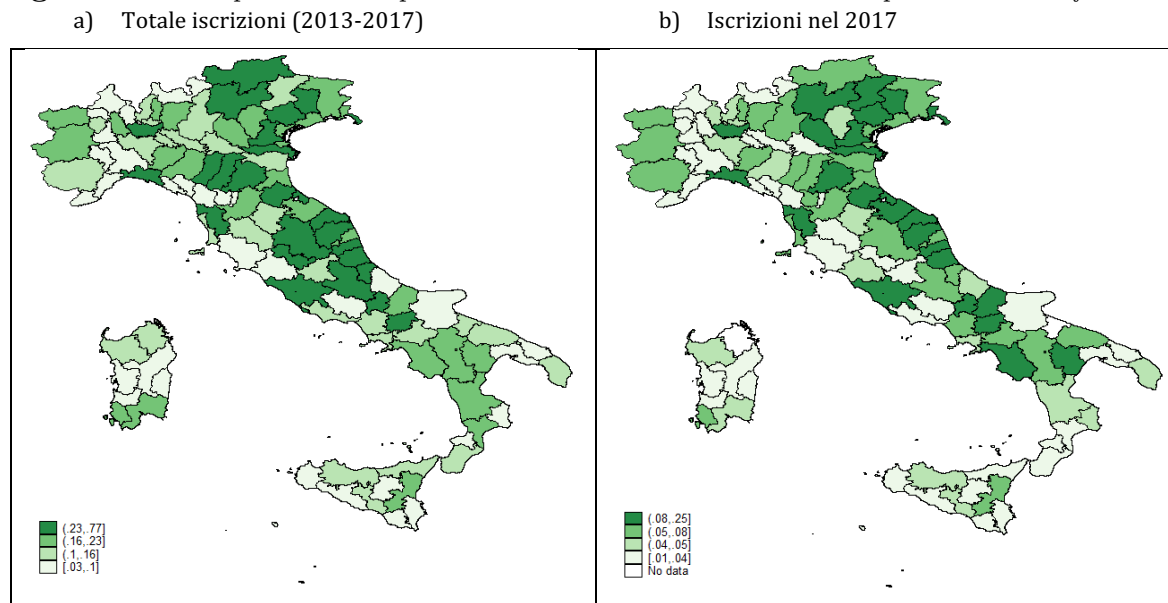 a) Totale iscrizioni (2013-2017)
b) Iscrizioni nel 2017
(.23,.77]
(.16,.23]
(.1,.16]
[.03,.1]
(.08,.25]
(.05,.08]
(.04,.05]
[.01,.04]
No data